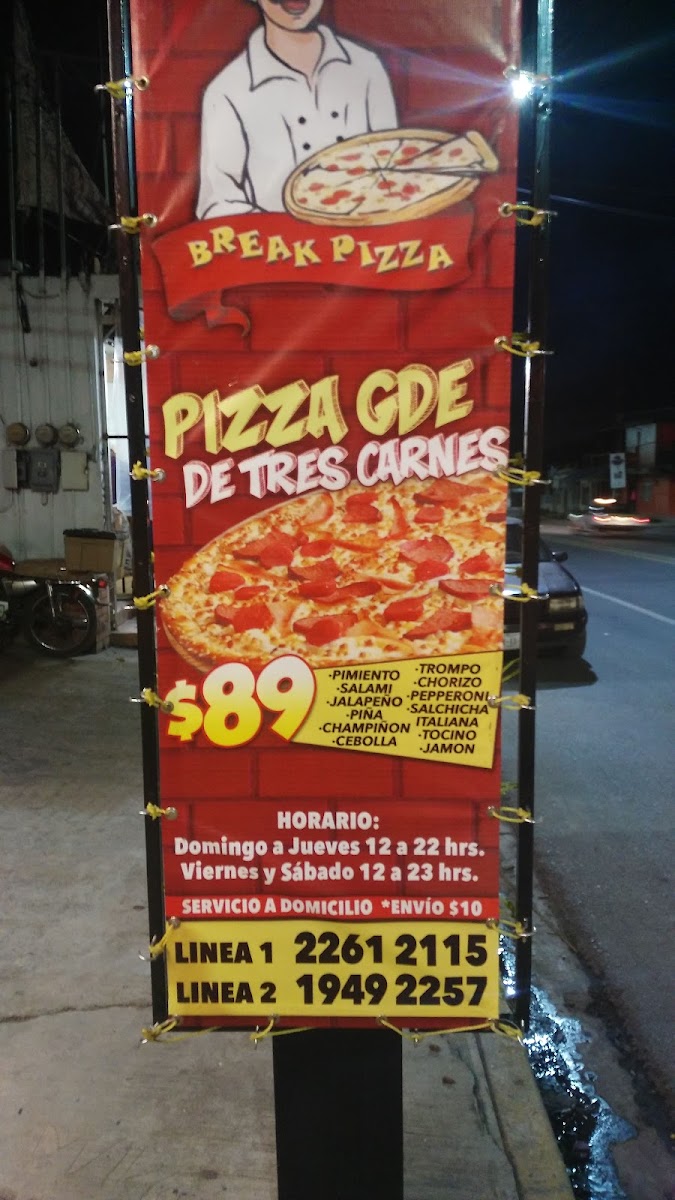 BREAK PIZZA
PIZZA GDE
DE TRES CARNES
$89
·PIMIENTO
·SALAMI
·JALAPEÑO
·PIÑA
·CHAMPIÑON
·CEBOLLA
·TROMPO
·CHORIZO
·PEPPERONI
·SALCHICHA
ITALIANA
·TOCINO
·JAMON
HORARIO:
Domingo a Jueves 12 a 22 hrs.
Viernes y Sábado 12 a 23 hrs.
SERVICIO A DOMICILIO *ENVÍO $10
LINEA 1 2261 2115
LINEA 2 1949 2257